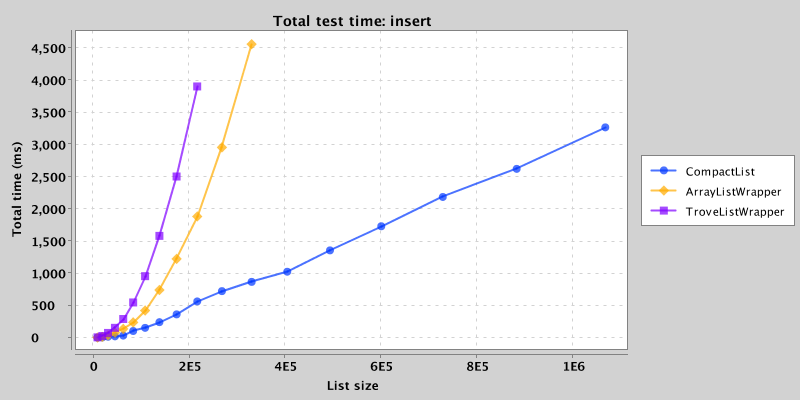 Total test time: insert
4,500
4,000
3,500
3,000
2,500
2,000
1,500
1,000
500
0
Total time (ms)
0
2E5
4E5
6E5
8E5
1E6
List size
CompactList
ArrayListWrapper
TroveListWrapper